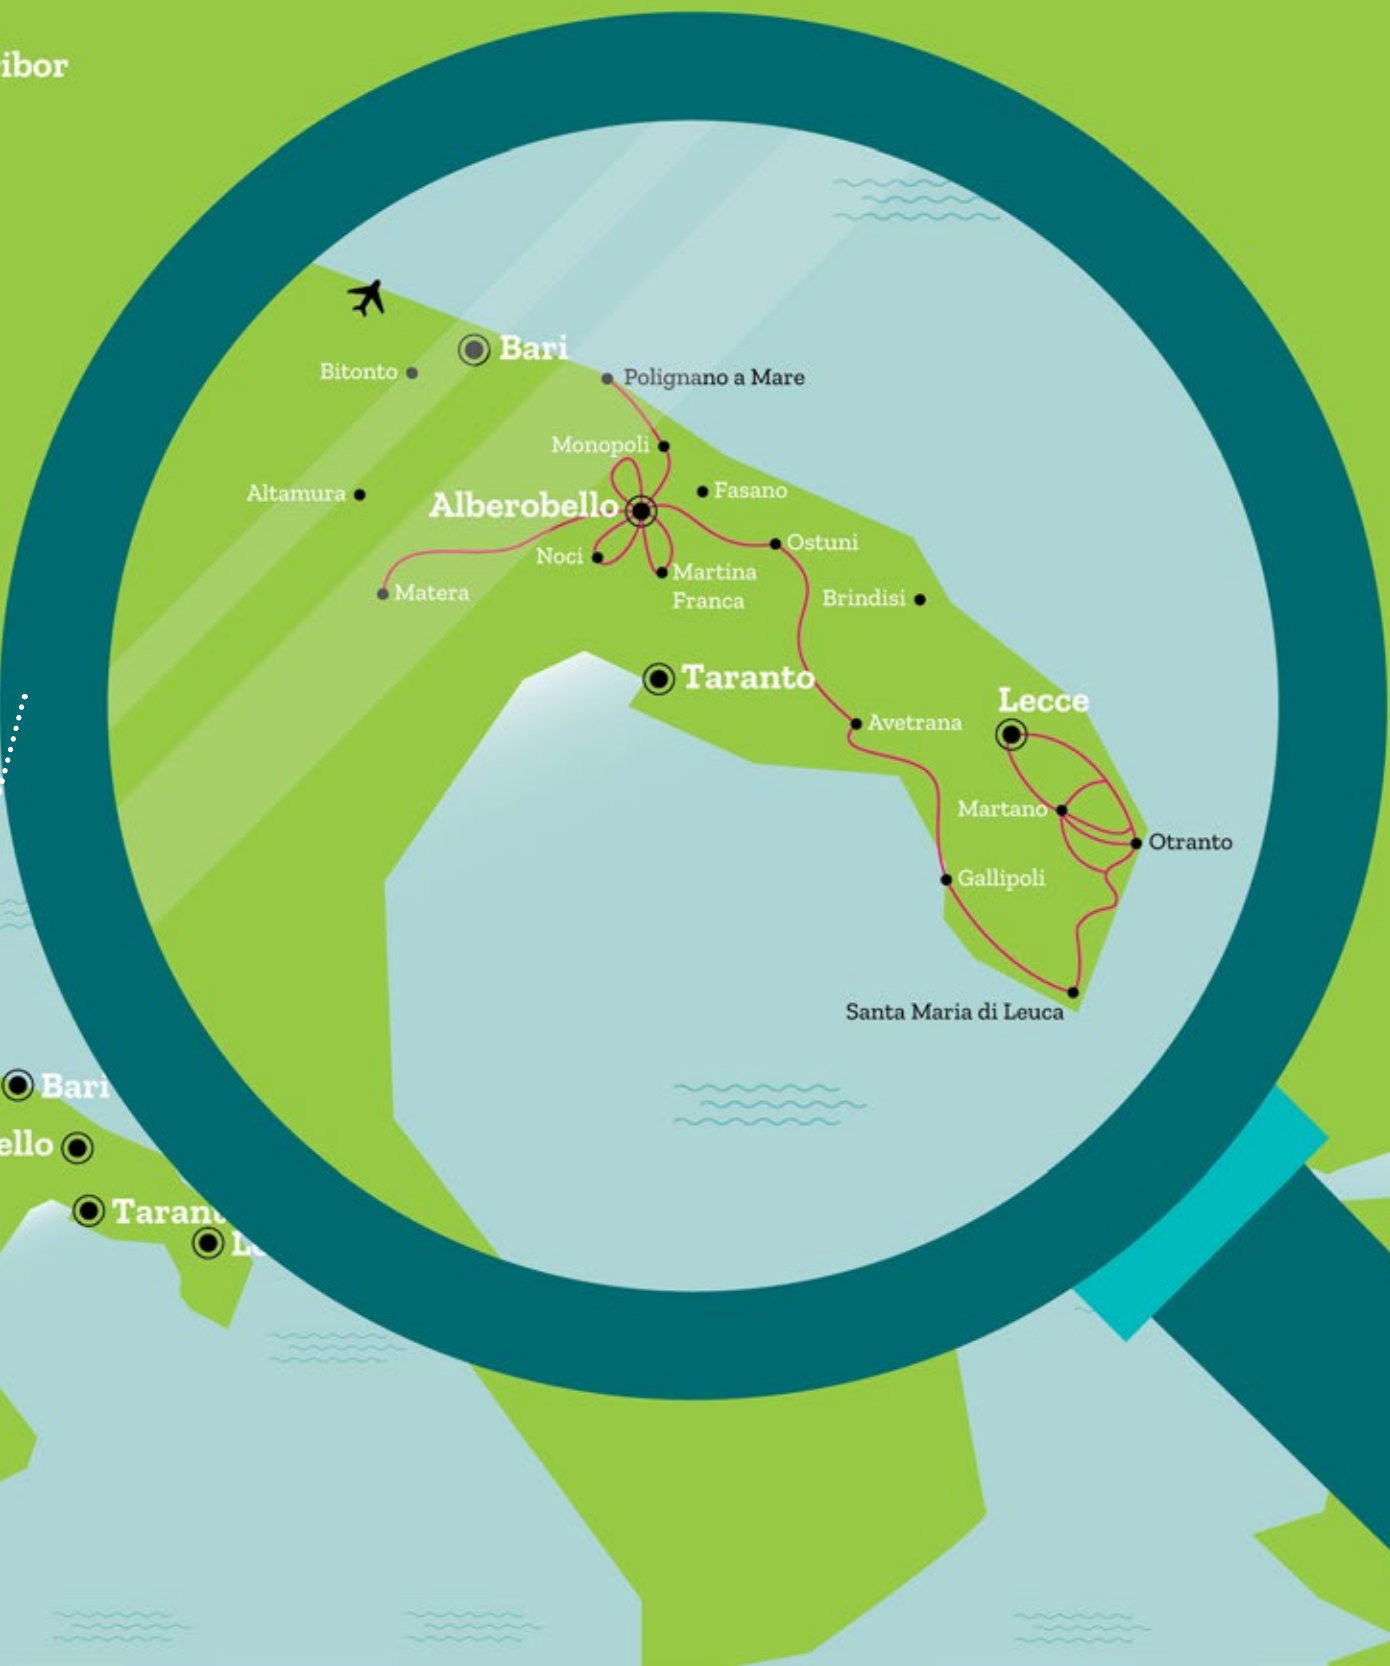 ibor
Bari
Bitonto
Polignano a Mare
Monopoli
Altamura
Fasano
Alberobello
Ostuni
Noci
Martina
Franca
Matera
Brindisi
Taranto
Lecce
Avetrana
Martano
Otranto
Gallipoli
Santa Maria di Leuca
Bari
ello
Tarant